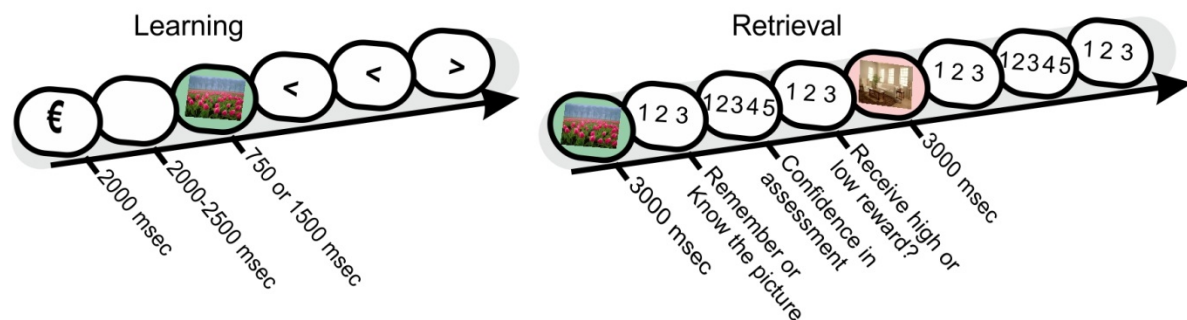 Learning
€
<
<
>
2000 msec
2000-2500 msec
750 or 1500 msec
Retrieval
1 2 3
12345
1 2 3
1 2 3
12345
1 2 3
3000 msec
Remember or
Know the picture
Confidence in
assessment
Receive high or
low reward?
3000 msec